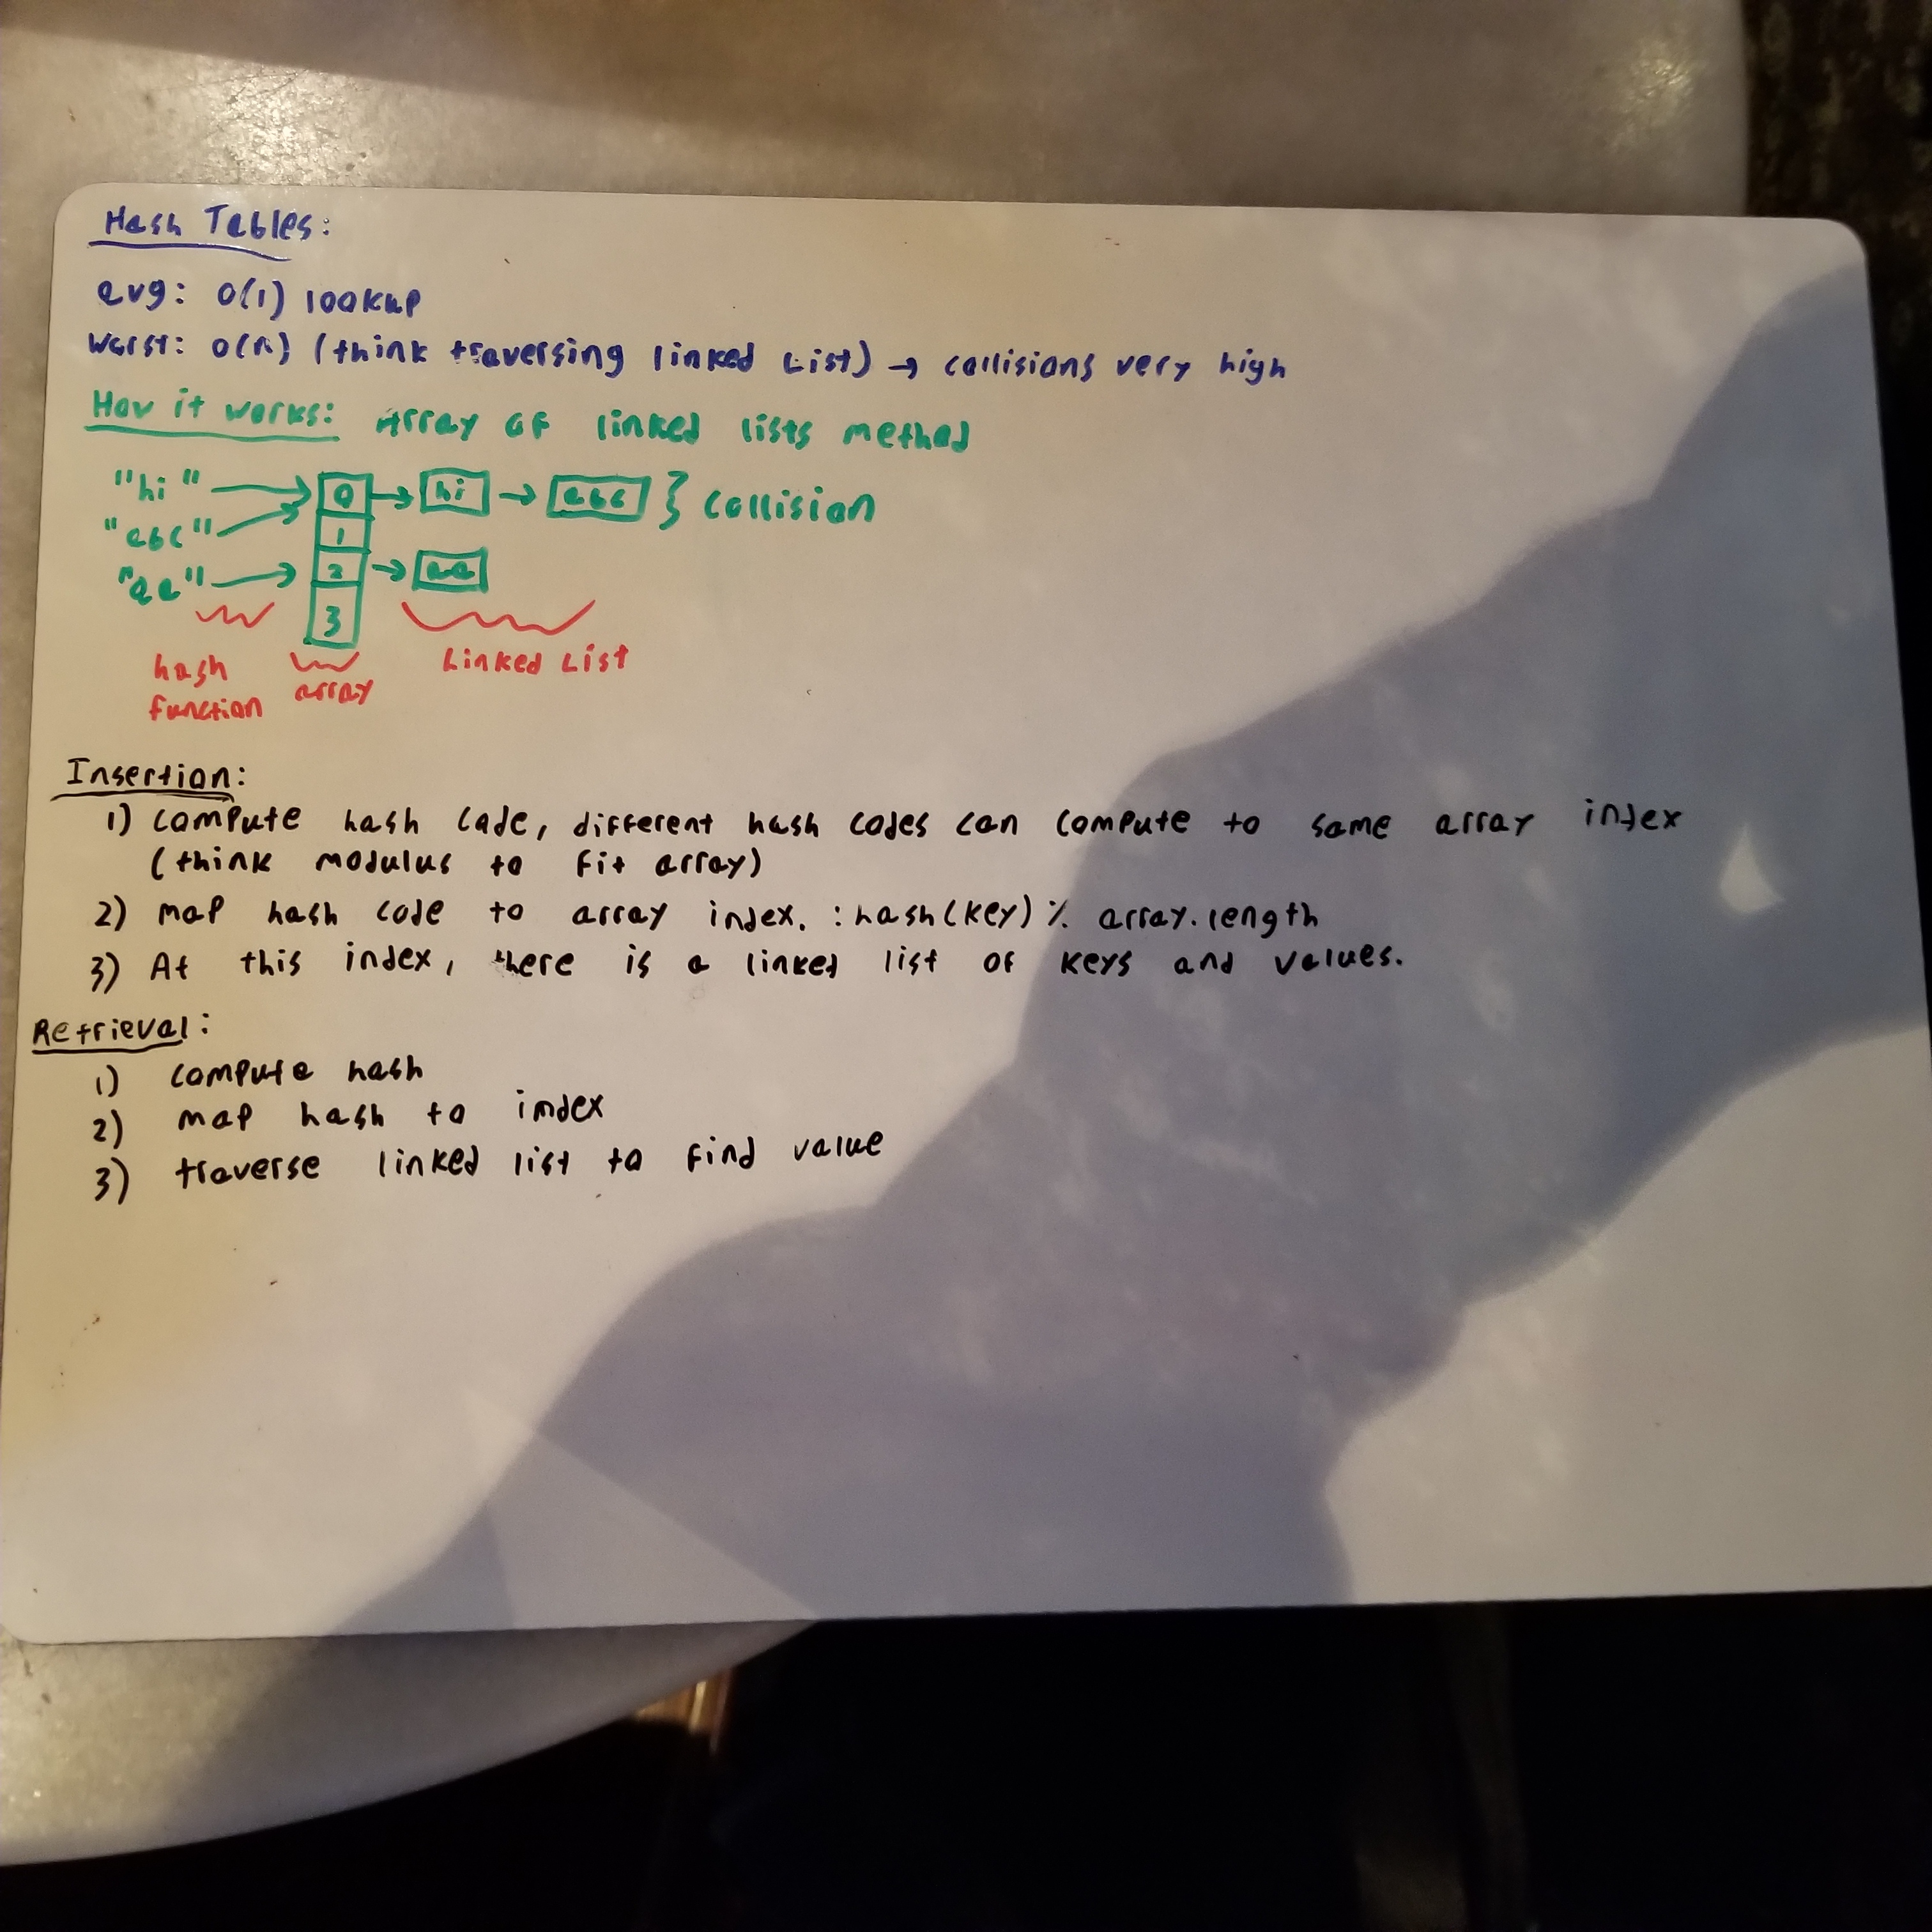 Hash Tables:
avg: O(1) lookup
Worst: O(n) (think traversing linked List) → collisions very high
How it works: Array of linked lists method
"hi" → 0 → hi → abc } Collision
"abc" 1
"aa" → 2 → aa
3
hash function
array
Linked List
Insertion:
1) compute hash code, different hash codes can compute to same array index
(think modulus to fit array)
2) map hash code to array index. : hash(key) % array.length
3) At this index, there is a linked list of keys and values.
Retrieval:
1) compute hash
2) map hash to index
3) traverse linked list to find value